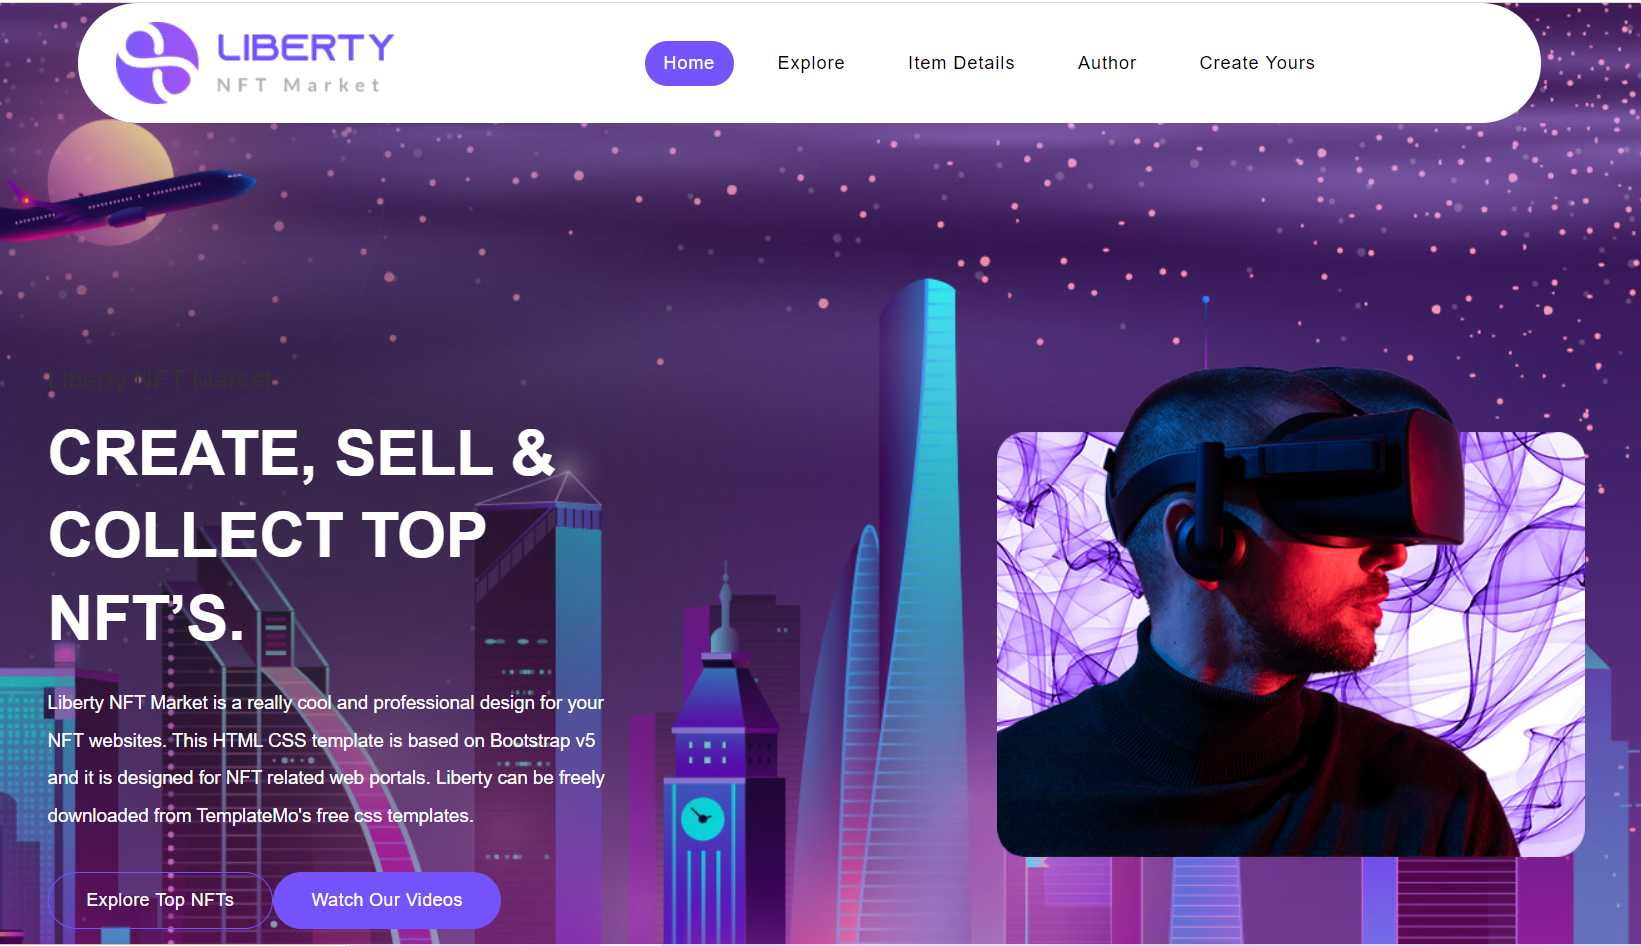 LIBERTY
NFT Market
Home
Explore
Item Details
Author
Create Yours
Liberty NFT Market
CREATE, SELL &
COLLECT TOP
NFT’S.
Liberty NFT Market is a really cool and professional design for your
NFT websites. This HTML CSS template is based on Bootstrap v5
and it is designed for NFT related web portals. Liberty can be freely
downloaded from TemplateMo's free css templates.
Explore Top NFTs
Watch Our Videos